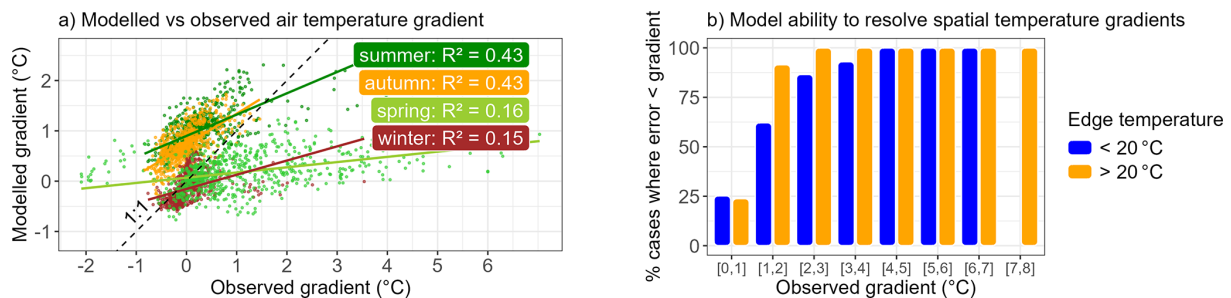 a) Modelled vs observed air temperature gradient
Modelled gradient (°C)
2
1
0
-1
summer: R² = 0.43
autumn: R² = 0.43
spring: R² = 0.16
winter: R² = 0.15
1:1
-2 -1 0 1 2 3 4 5 6
Observed gradient (°C)
b) Model ability to resolve spatial temperature gradients
% cases where error < gradient
100
75
50
25
0
[0,1] [1,2] [2,3] [3,4] [4,5] [5,6] [6,7] [7,8]
Observed gradient (°C)
Edge temperature
< 20 °C
> 20 °C